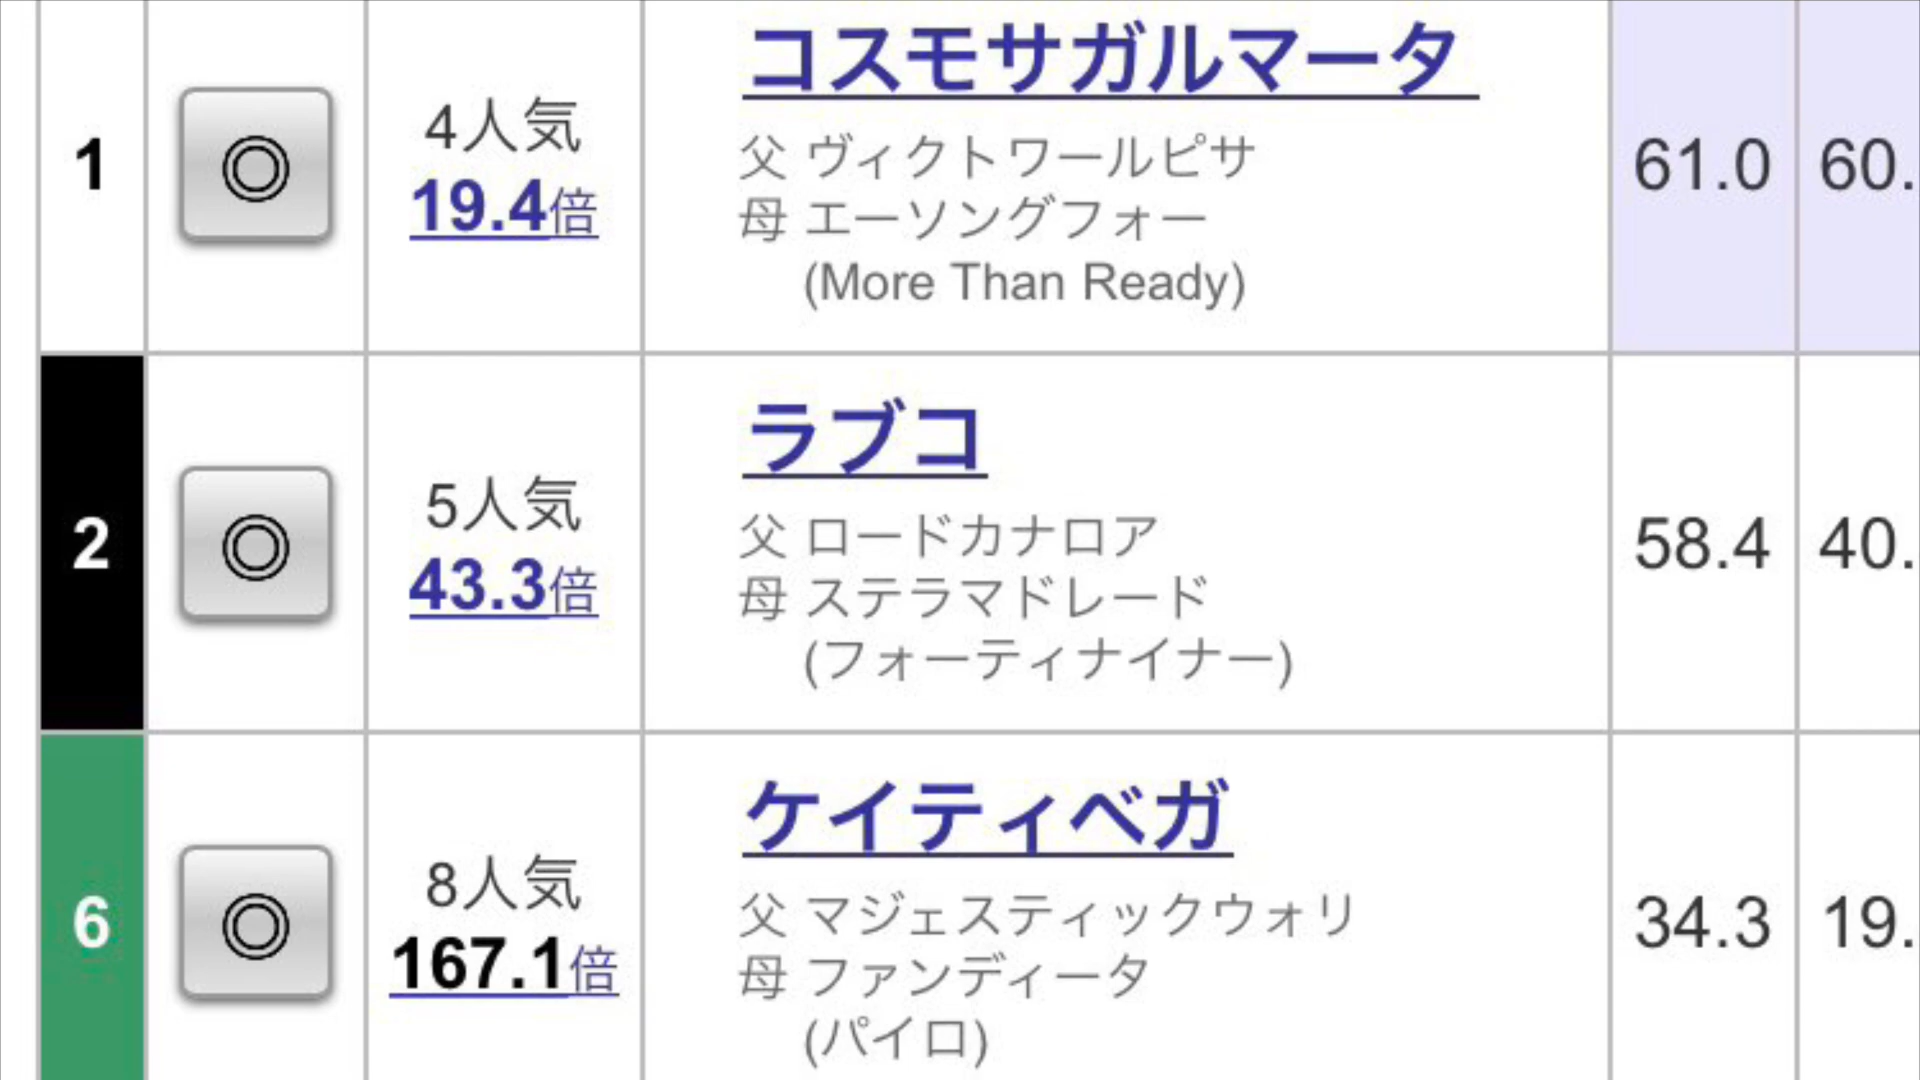 1
◎
4人気
19.4倍
コスモサガルマータ
父 ヴィクトワールピサ
母 エーソングフォー
(More Than Ready)
61.0
60.
2
◎
5人気
43.3倍
ラブコ
父 ロードカナロア
母 ステラマドレード
(フォーティナイナー)
58.4
40.
6
◎
8人気
167.1倍
ケイティベガ
父 マジェスティックウォリ
母 ファンディータ
(パイロ)
34.3
19.